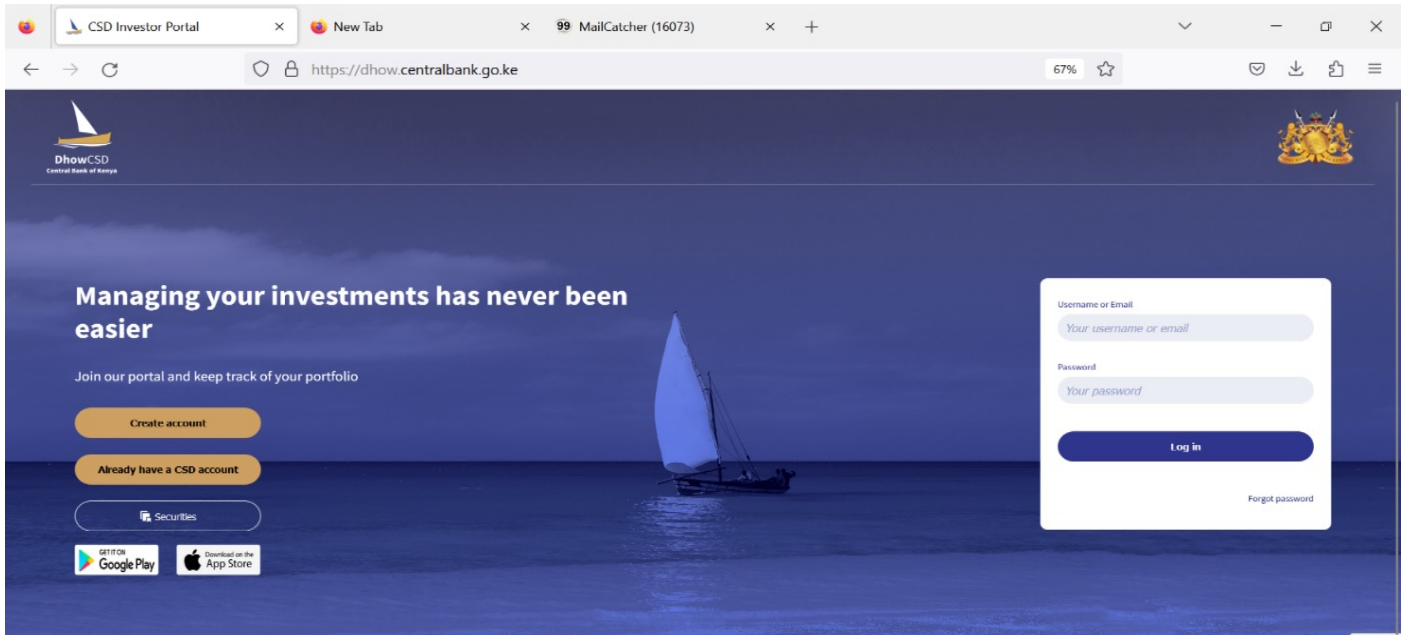 CSD Investor Portal
New Tab
99 MailCatcher (16073)
https://dhow.centralbank.go.ke
67%
DhowCSD
Central Bank of Kenya
Managing your investments has never been
easier
Join our portal and keep track of your portfolio
Create account
Already have a CSD account
Securities
GET IT ON
Google Play
Download on the
App Store
Username or Email
Your username or email
Password
Your password
Log in
Forgot password